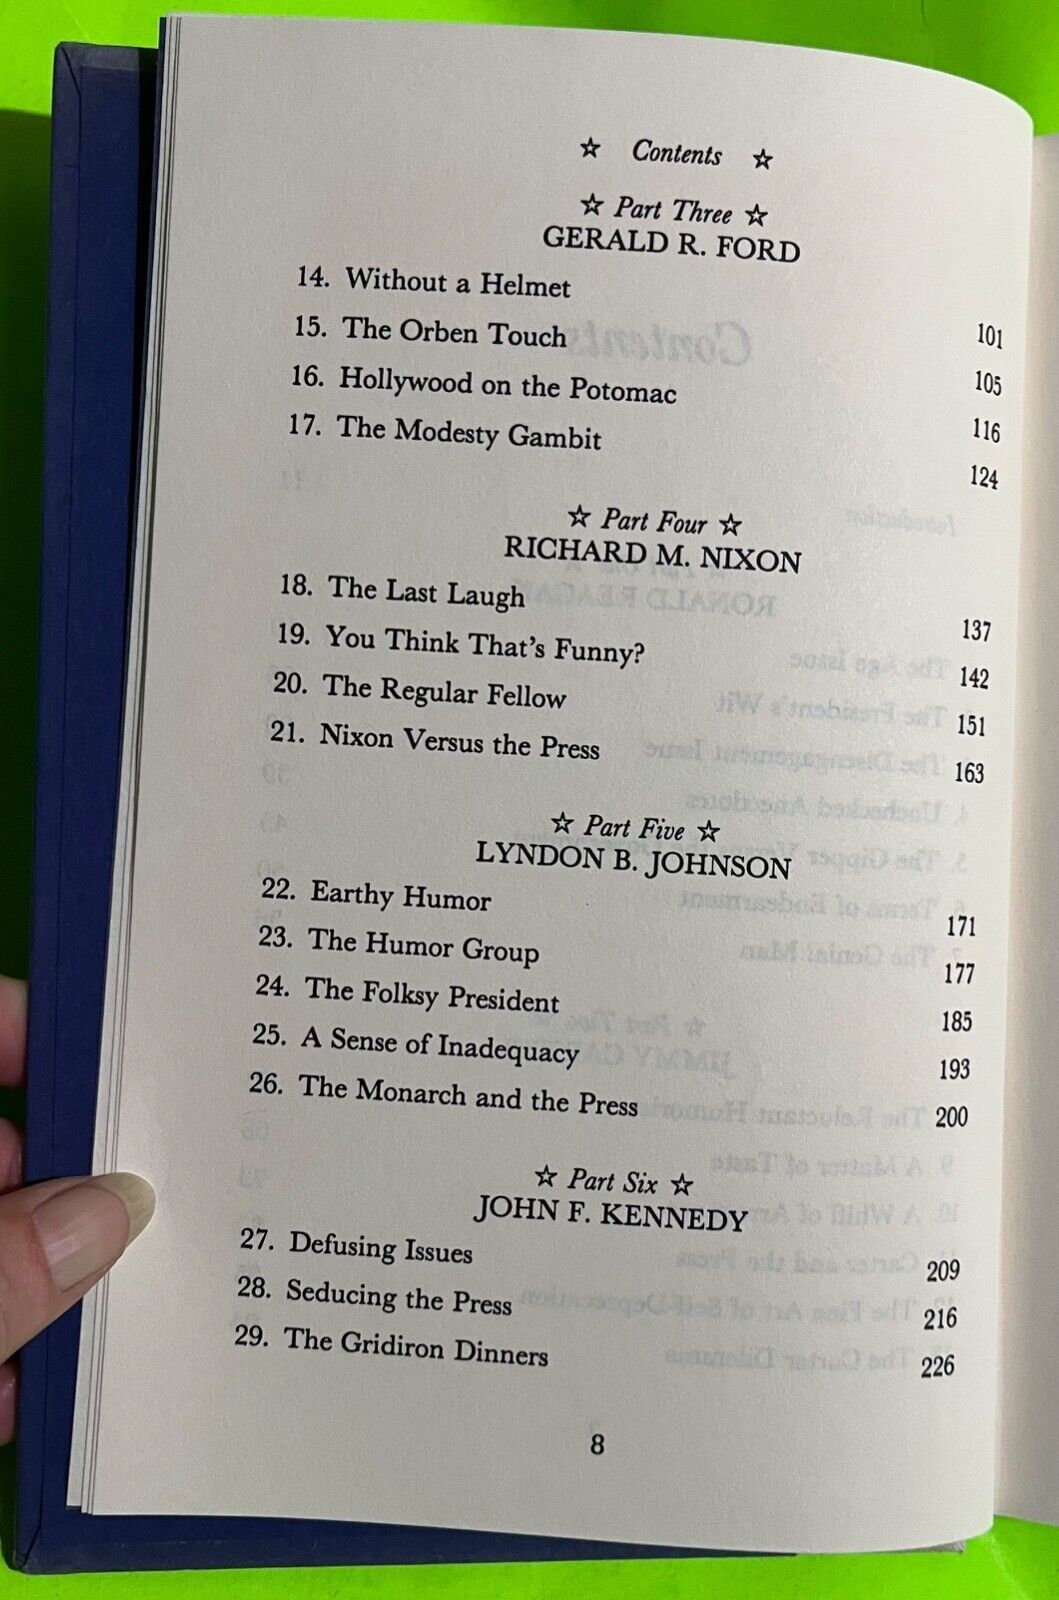 ☆ Contents ☆
☆ Part Three ☆
GERALD R. FORD
14. Without a Helmet 101
15. The Orben Touch 105
16. Hollywood on the Potomac 116
17. The Modesty Gambit 124
☆ Part Four ☆
RICHARD M. NIXON
18. The Last Laugh 137
19. You Think That's Funny? 142
20. The Regular Fellow 151
21. Nixon Versus the Press 163
☆ Part Five ☆
LYNDON B. JOHNSON
22. Earthy Humor 171
23. The Humor Group 177
24. The Folksy President 185
25. A Sense of Inadequacy 193
26. The Monarch and the Press 200
☆ Part Six ☆
JOHN F. KENNEDY
27. Defusing Issues 209
28. Seducing the Press 216
29. The Gridiron Dinners 226
8